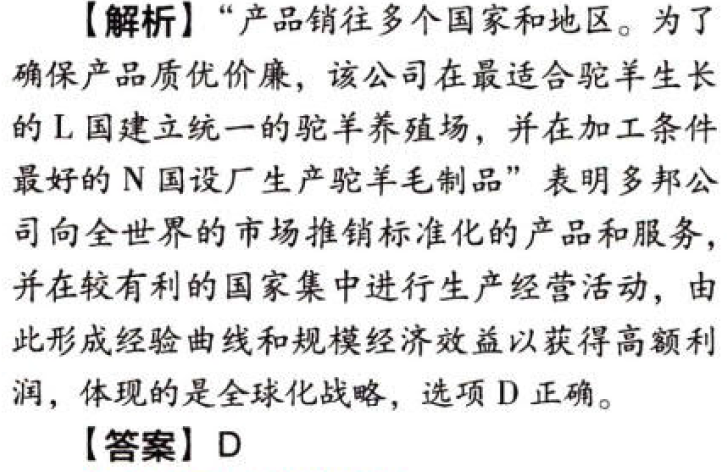 【解析】“产品销往多个国家和地区。为了
确保产品质优价廉，该公司在最适合驼羊生长
的 L 国建立统一的驼羊养殖场，并在加工条件
最好的 N 国设厂生产驼羊毛制品”表明多邦公
司向全世界的市场推销标准化的产品和服务，
并在较有利的国家集中进行生产经营活动，由
此形成经验曲线和规模经济效益以获得高额利
润，体现的是全球化战略，选项 D 正确。
【答案】D